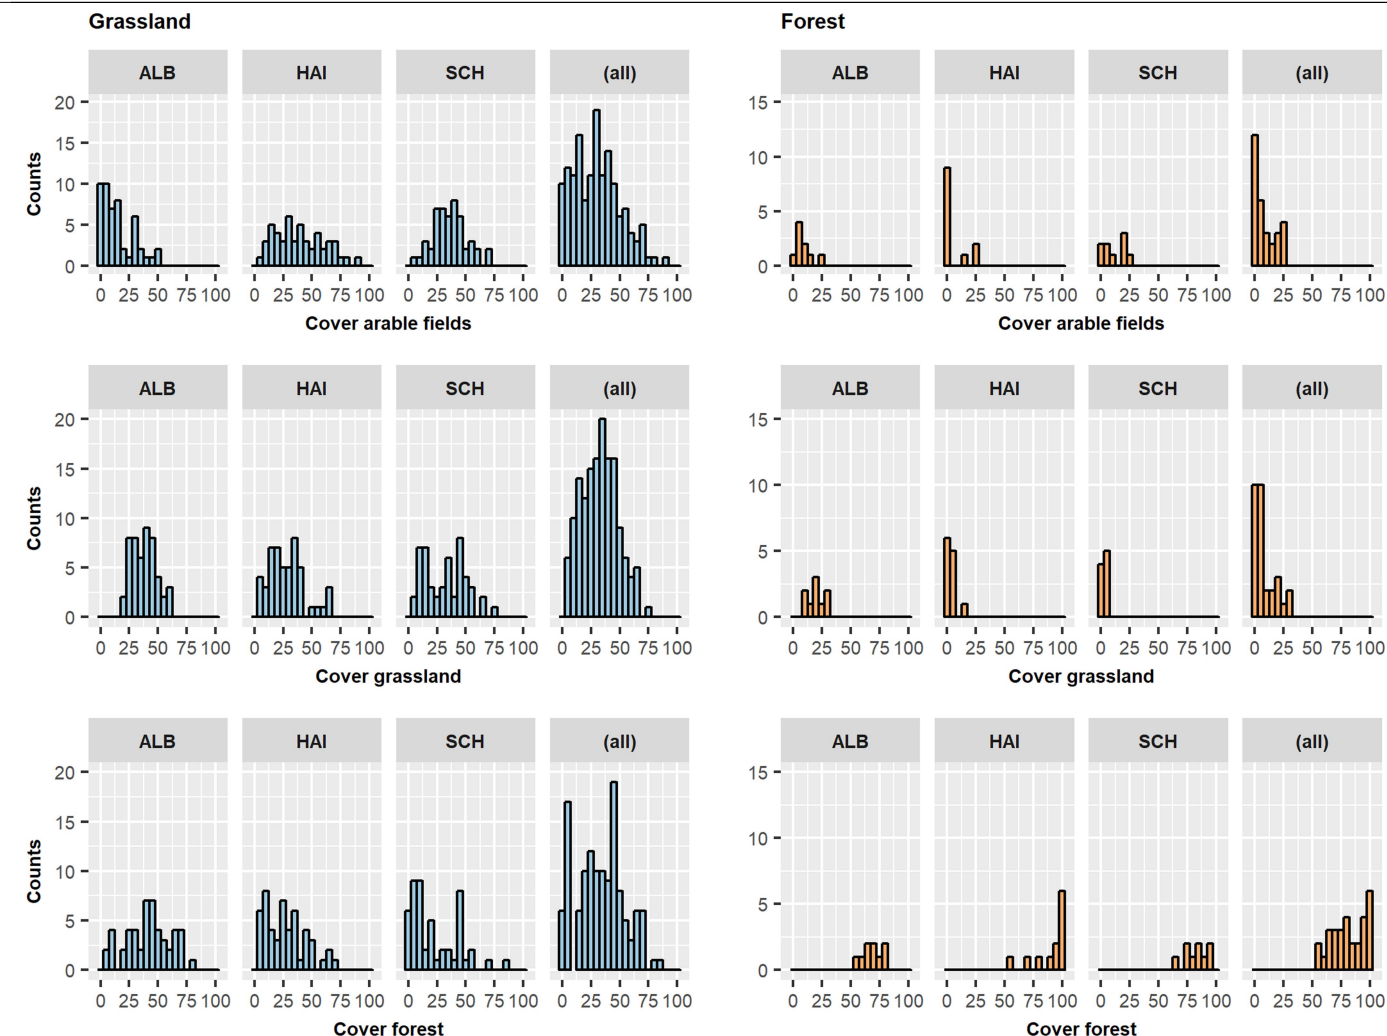 Grassland Forest
ALB HAI SCH (all) ALB HAI SCH (all)
20 15
15 10
10 5
5 0
0
Counts
0 25 50 75 100 0 25 50 75 100 0 25 50 75 100 0 25 50 75 100 0 25 50 75 100 0 25 50 75 100 0 25 50 75 100 0 25 50 75 100
Cover arable fields Cover arable fields
ALB HAI SCH (all) ALB HAI SCH (all)
20 15
15 10
10 5
5 0
0
Counts
0 25 50 75 100 0 25 50 75 100 0 25 50 75 100 0 25 50 75 100 0 25 50 75 100 0 25 50 75 100 0 25 50 75 100 0 25 50 75 100
Cover grassland Cover grassland
ALB HAI SCH (all) ALB HAI SCH (all)
20 15
15 10
10 5
5 0
0
Counts
0 25 50 75 100 0 25 50 75 100 0 25 50 75 100 0 25 50 75 100 0 25 50 75 100 0 25 50 75 100 0 25 50 75 100 0 25 50 75 100
Cover forest Cover forest